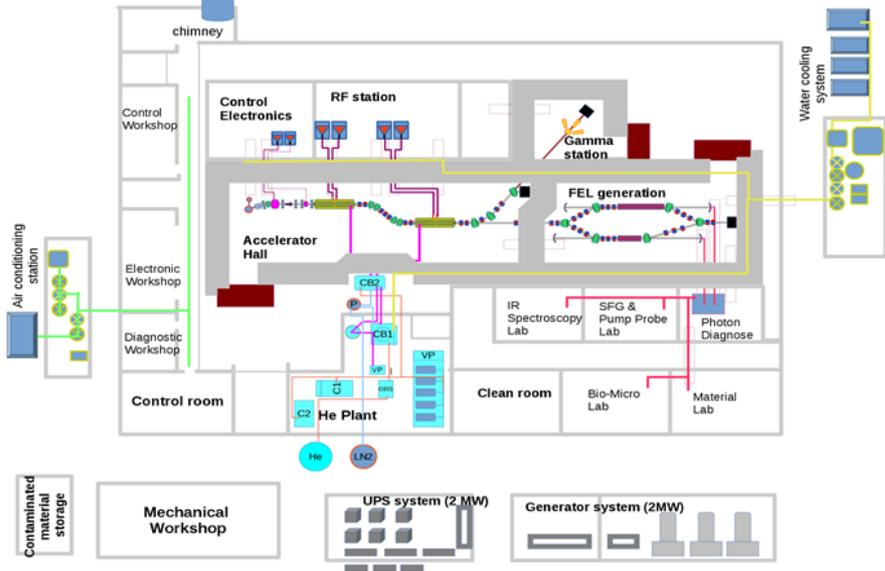 chimney
Water cooling
system
Control
Workshop
Control
Electronics
RF station
Gamma
station
FEL generation
Accelerator
Hall
Air conditioning
station
Electronic
Workshop
Diagnostic
Workshop
CB2
P
CB1
VP
VP
C1
ORS
C2
He Plant
He
LN2
IR
Spectroscopy
Lab
SFG &
Pump Probe
Lab
Photon
Diagnose
Control room
Clean room
Bio-Micro
Lab
Material
Lab
Contaminated
material
storage
Mechanical
Workshop
UPS system (2 MW)
Generator system (2MW)